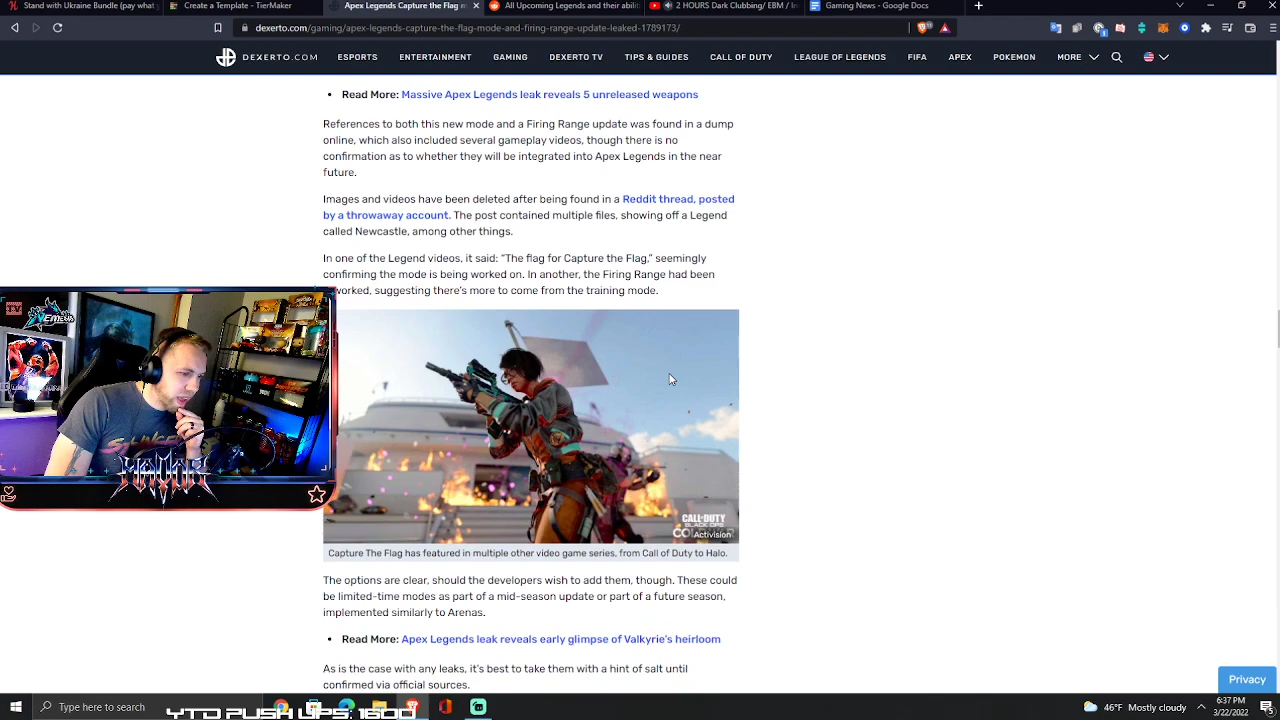 Stand with Ukraine Bundle (pay what y
Create a Template - TierMaker
Apex Legends Capture the Flag m
All Upcoming Legends and their abilit
2 HOURS Dark Clubbing/ EBM / In
Gaming News - Google Docs
dexerto.com/gaming/apex-legends-capture-the-flag-mode-and-firing-range-update-leaked-1789173/
DEXERTO.COM
ESPORTS
ENTERTAINMENT
GAMING
DEXERTO TV
TIPS & GUIDES
CALL OF DUTY
LEAGUE OF LEGENDS
FIFA
APEX
POKEMON
MORE
Read More: Massive Apex Legends leak reveals 5 unreleased weapons
References to both this new mode and a Firing Range update was found in a dump
online, which also included several gameplay videos, though there is no
confirmation as to whether they will be integrated into Apex Legends in the near
future.
Images and videos have been deleted after being found in a Reddit thread, posted
by a throwaway account. The post contained multiple files, showing off a Legend
called Newcastle, among other things.
In one of the Legend videos, it said: “The flag for Capture the Flag,” seemingly
confirming the mode is being worked on. In another, the Firing Range had been
worked, suggesting there's more to come from the training mode.
CALL·DUTY
BLACK OPS
Activision
Capture The Flag has featured in multiple other video game series, from Call of Duty to Halo.
The options are clear, should the developers wish to add them, though. These could
be limited-time modes as part of a mid-season update or part of a future season,
implemented similarly to Arenas.
Read More: Apex Legends leak reveals early glimpse of Valkyrie's heirloom
As is the case with any leaks, it's best to take them with a hint of salt until
confirmed via official sources.
Privacy
Type here to search
YTD PUSH UPS: 1600
46°F Mostly cloudy
6:37 PM
3/22/2022